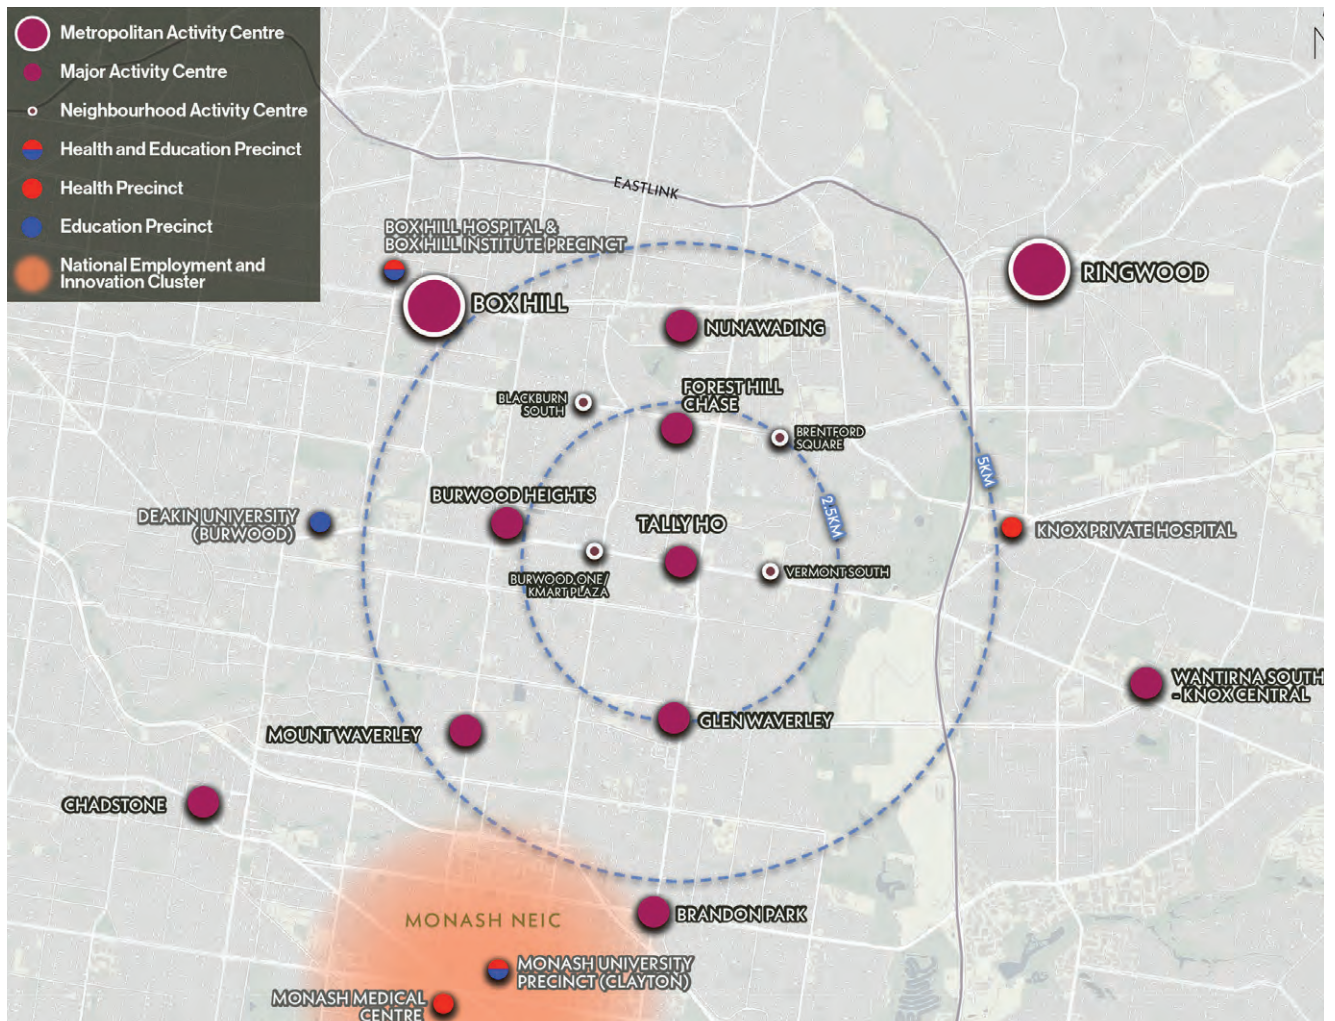 Metropolitan Activity Centre
Major Activity Centre
Neighbourhood Activity Centre
Health and Education Precinct
Health Precinct
Education Precinct
National Employment and
Innovation Cluster
N
EASTLINK
BOX HILL HOSPITAL &
BOX HILL INSTITUTE PRECINCT
BOX HILL
RINGWOOD
NUNAWADING
FOREST HILL
CHASE
BLACKBURN
SOUTH
BRENTFORD
SQUARE
5KM
2.5KM
BURWOOD HEIGHTS
DEAKIN UNIVERSITY
(BURWOOD)
TALLY HO
KNOX PRIVATE HOSPITAL
BURWOOD ONE/
KMART PLAZA
VERMONT SOUTH
WANTIRNA SOUTH
- KNOX CENTRAL
GLEN WAVERLEY
MOUNT WAVERLEY
CHADSTONE
MONASH NEIC
BRANDON PARK
MONASH UNIVERSITY
PRECINCT (CLAYTON)
MONASH MEDICAL
CENTRE